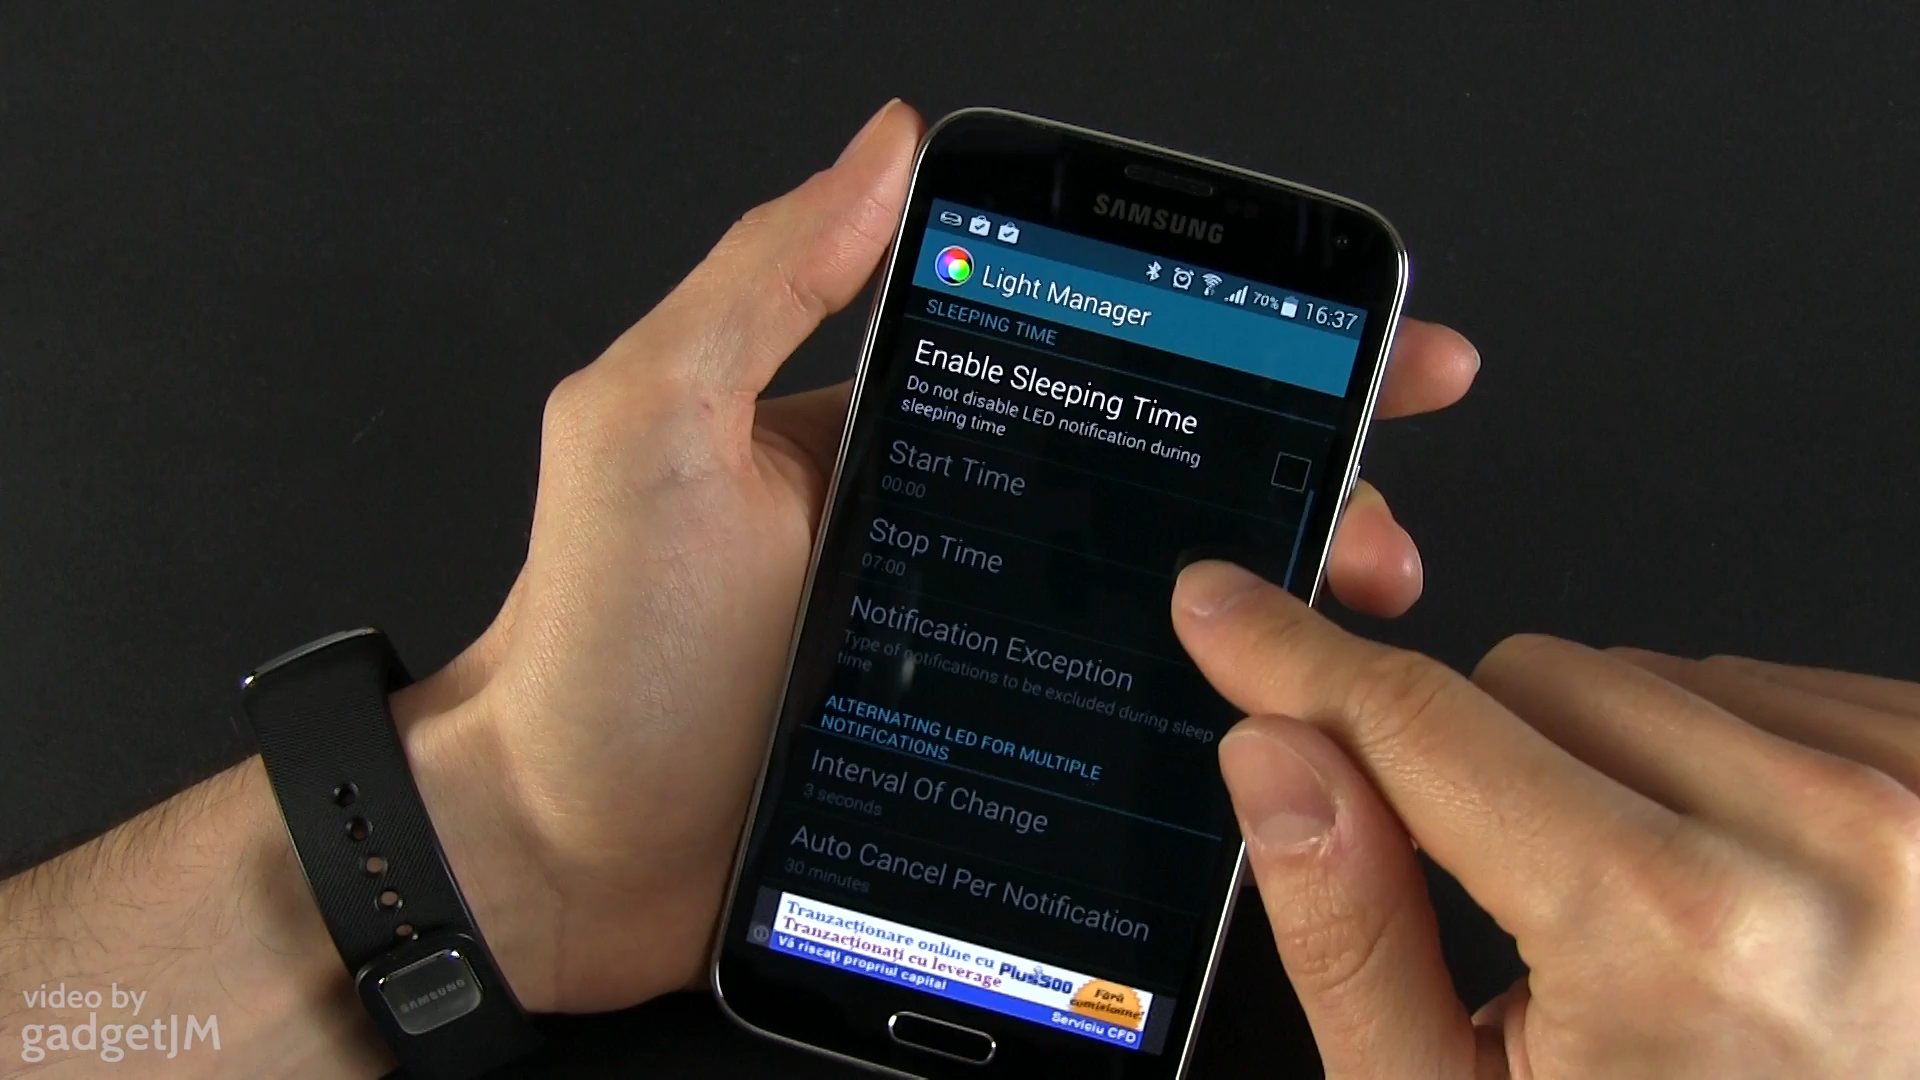 SAMSUNG
70% 16:37
Light Manager
SLEEPING TIME
Enable Sleeping Time
Do not disable LED notification during
sleeping time
Start Time
00:00
Stop Time
07:00
Notification Exception
Type of notifications to be excluded during sleep
time
ALTERNATING LED FOR MULTIPLE
NOTIFICATIONS
Interval Of Change
3 seconds
Auto Cancel Per Notification
30 minutes
Tranzacționare online cu Plus500
Tranzacționați cu leverage
Vă riscați propriul capital
Fără
comisioane!
Serviciu CFD
SAMSUNG
video by
gadgetJM